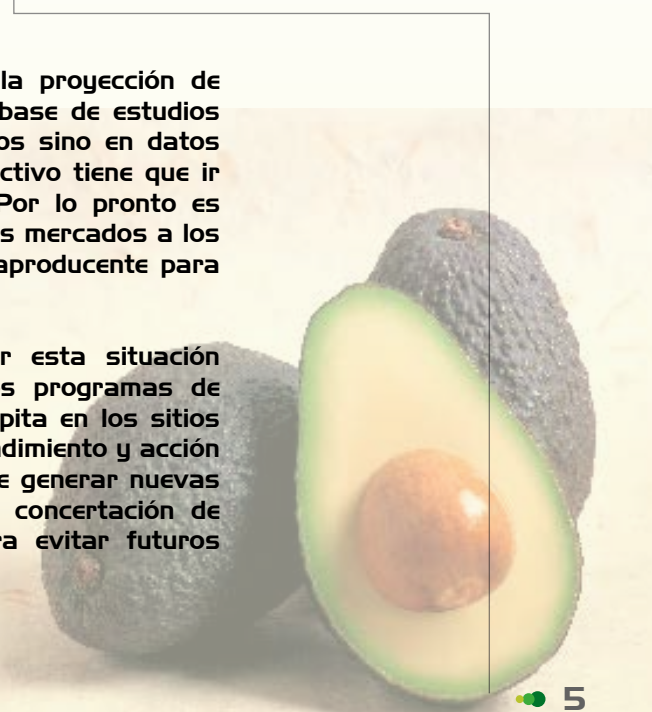 la proyección de
base de estudios
os sino en datos
ctivo tiene que ir
Por lo pronto es
s mercados a los
aproducente para
r esta situación
s programas de
pita en los sitios
ndimiento y acción
e generar nuevas
concertación de
ra evitar futuros
5